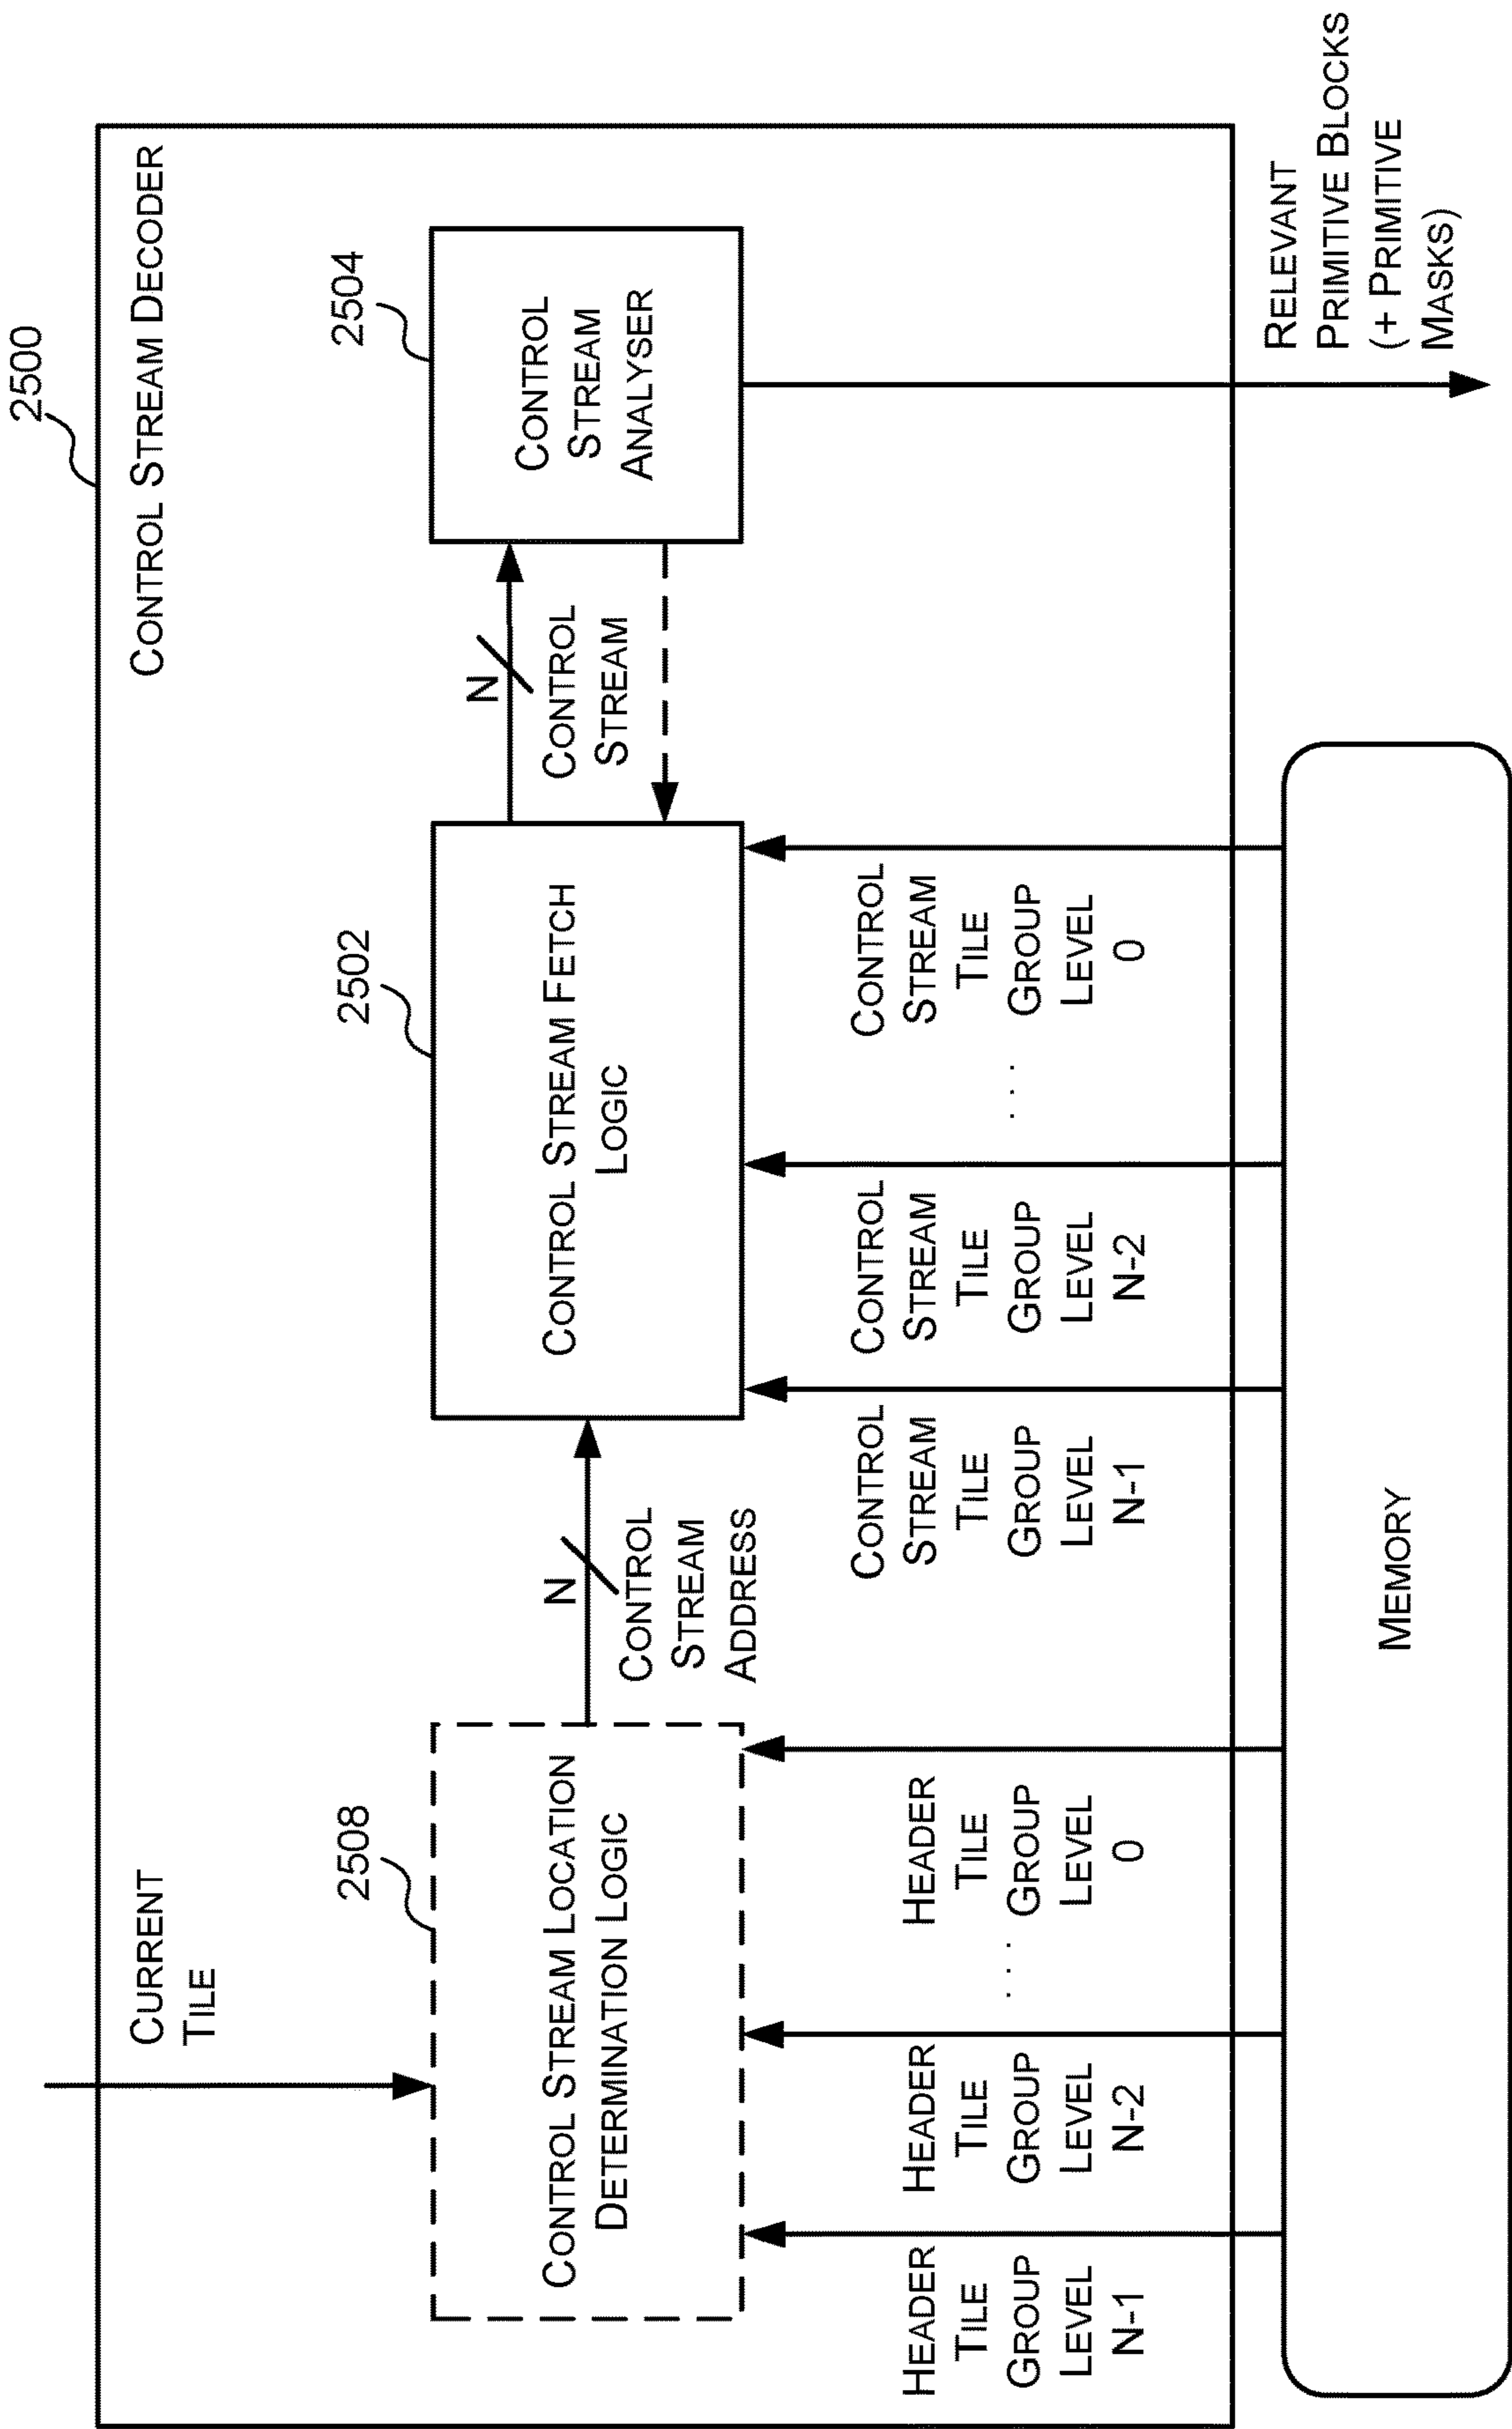 2500
CONTROL STREAM DECODER
CURRENT
TILE
2508
CONTROL STREAM LOCATION
DETERMINATION LOGIC
N
CONTROL
STREAM
ADDRESS
2502
CONTROL STREAM FETCH
LOGIC
N
CONTROL
STREAM
2504
CONTROL
STREAM
ANALYSER
HEADER
TILE
GROUP
LEVEL
N-1
HEADER
TILE
GROUP
LEVEL
N-2
. . .
HEADER
TILE
GROUP
LEVEL
0
CONTROL
STREAM
TILE
GROUP
LEVEL
N-1
CONTROL
STREAM
TILE
GROUP
LEVEL
N-2
. . .
CONTROL
STREAM
TILE
GROUP
LEVEL
0
MEMORY
RELEVANT
PRIMITIVE BLOCKS
(+ PRIMITIVE
MASKS)